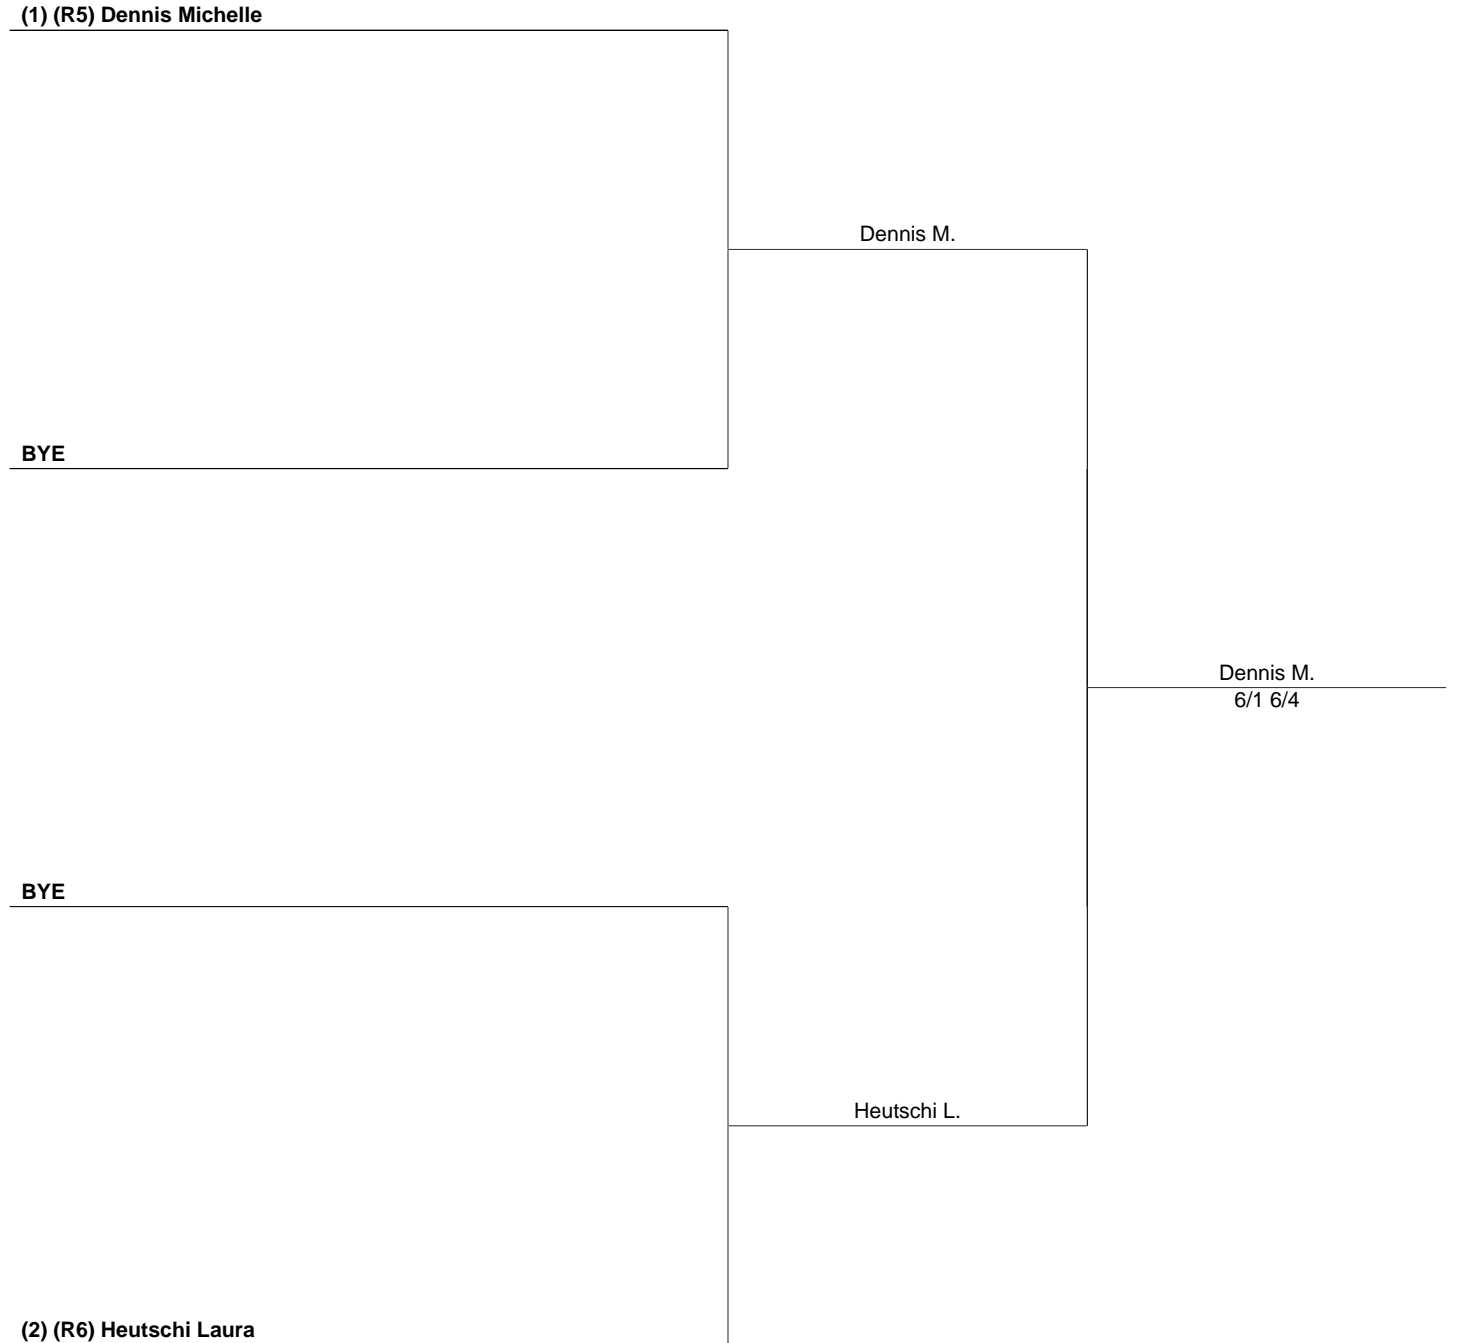 (1) (R5) Dennis Michelle
Dennis M.
BYE
Dennis M.
6/1 6/4
BYE
Heutschi L.
(2) (R6) Heutschi Laura